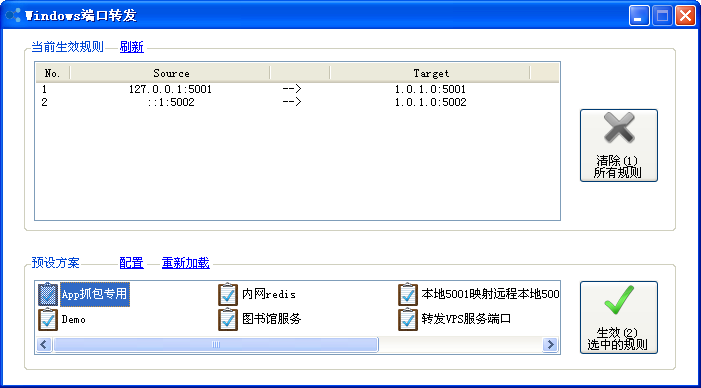 Windows端口转发
当前生效规则 刷新
No. Source Target
1 127.0.0.1:5001 --> 1.0.1.0:5001
2 ::1:5002 --> 1.0.1.0:5002
清除(1)
所有规则
预设方案 配置 重新加载
App抓包专用 内网redis 本地5001映射远程本地500
Demo 图书馆服务 转发VPS服务端口
生效(2)
选中的规则